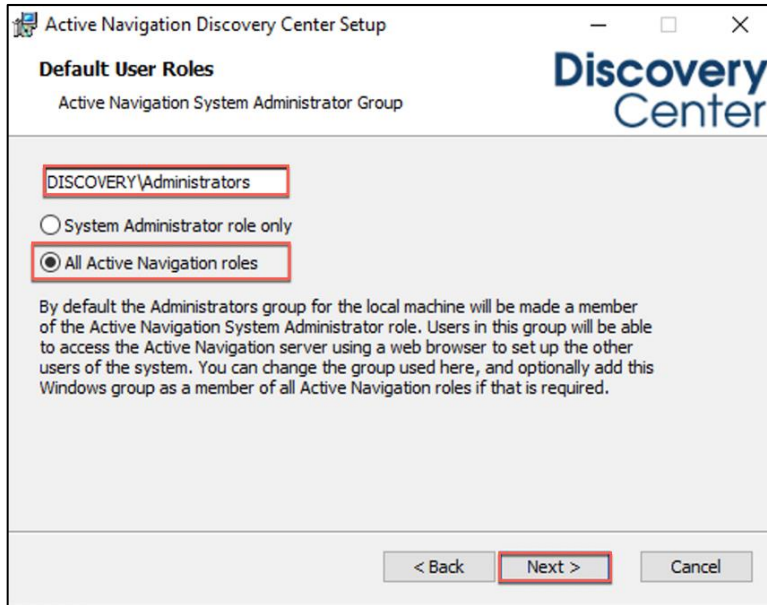 Active Navigation Discovery Center Setup
Default User Roles
Active Navigation System Administrator Group
Discovery
Center
DISCOVERY\Administrators
System Administrator role only
All Active Navigation roles
By default the Administrators group for the local machine will be made a member
of the Active Navigation System Administrator role. Users in this group will be able
to access the Active Navigation server using a web browser to set up the other
users of the system. You can change the group used here, and optionally add this
Windows group as a member of all Active Navigation roles if that is required.
< Back
Next >
Cancel